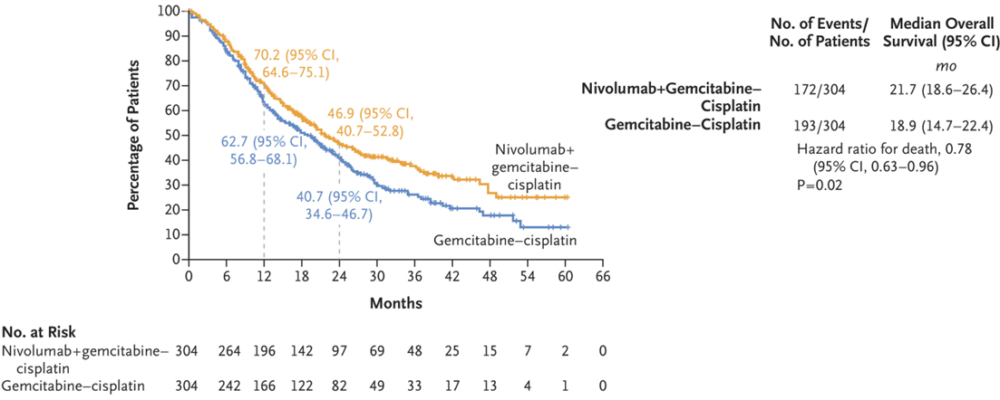 100
90
80
70
60
50
40
30
20
10
0
Percentage of Patients
70.2 (95% CI,
64.6–75.1)
46.9 (95% CI,
40.7–52.8)
62.7 (95% CI,
56.8–68.1)
40.7 (95% CI,
34.6–46.7)
Nivolumab+
gemcitabine–
cisplatin
Gemcitabine–cisplatin
0 6 12 18 24 30 36 42 48 54 60 66
Months
No. of Events/
No. of Patients
Median Overall
Survival (95% CI)
mo
Nivolumab+Gemcitabine–
Cisplatin
172/304 21.7 (18.6–26.4)
Gemcitabine–Cisplatin 193/304 18.9 (14.7–22.4)
Hazard ratio for death, 0.78
(95% CI, 0.63–0.96)
P=0.02
No. at Risk
Nivolumab+gemcitabine–
cisplatin
304 264 196 142 97 69 48 25 15 7 2 0
Gemcitabine–cisplatin 304 242 166 122 82 49 33 17 13 4 1 0